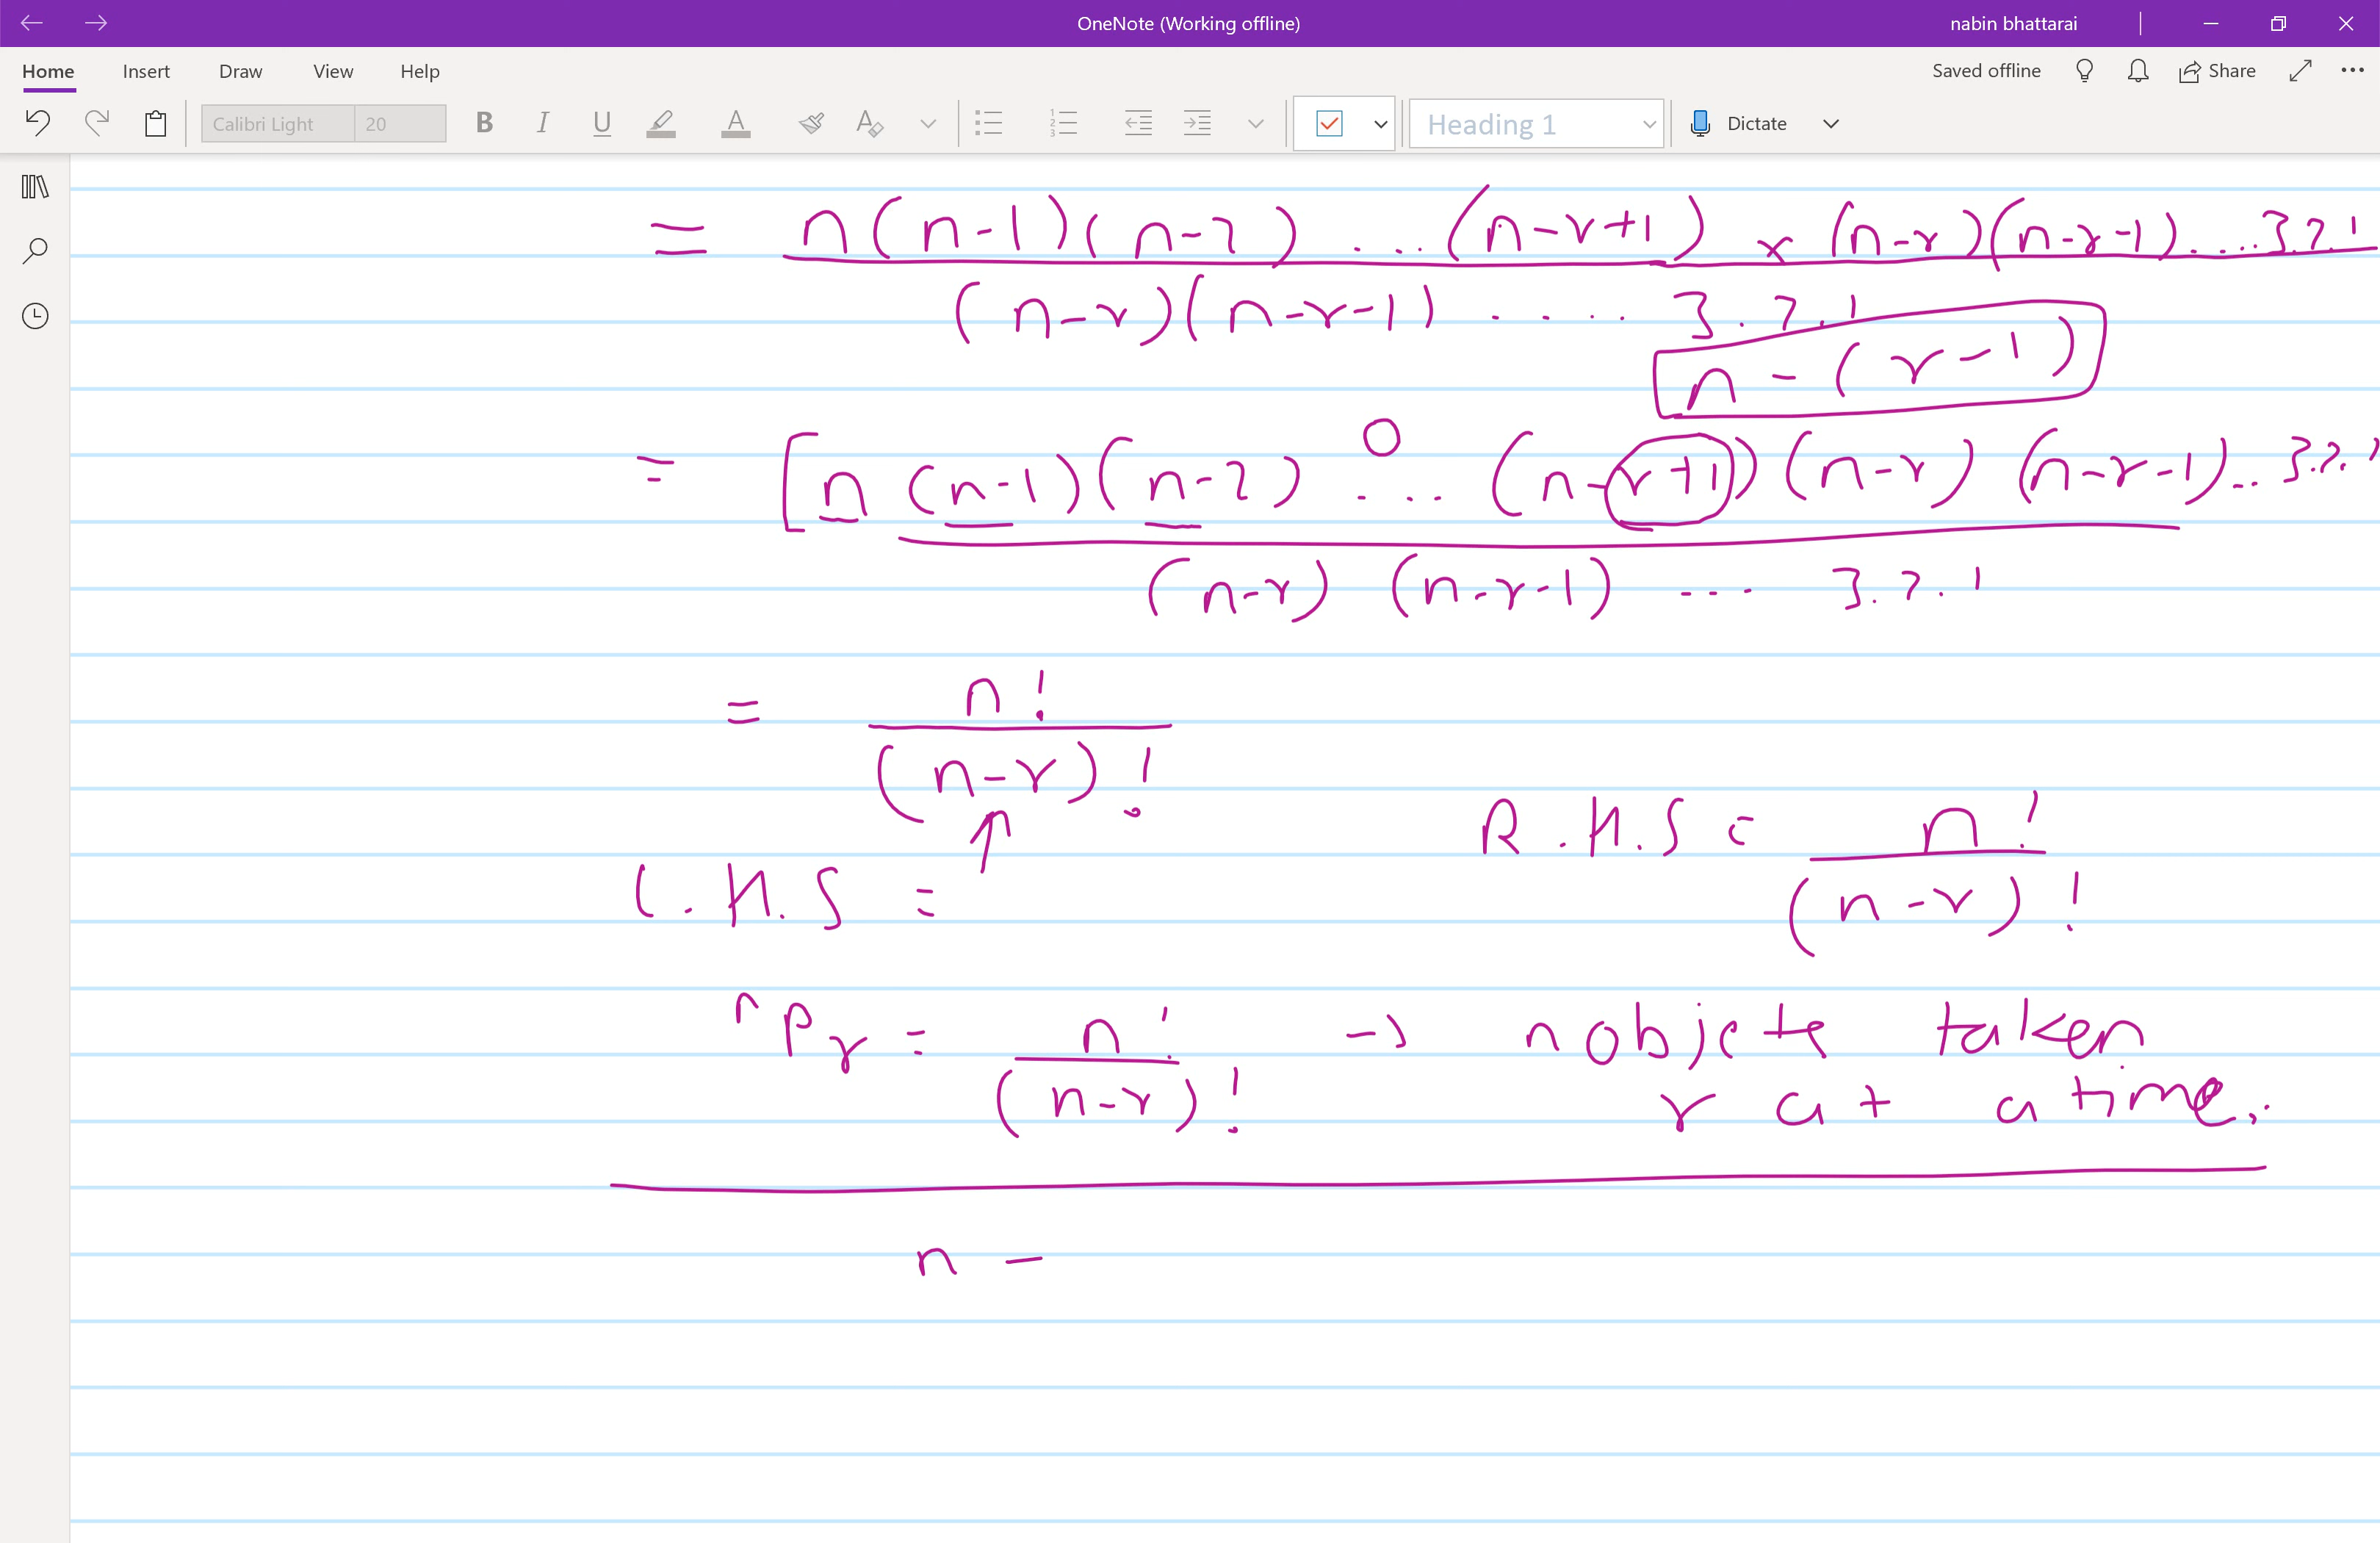 OneNote (Working offline) nabin bhattarai
Home Insert Draw View Help Saved offline Share
Calibri Light 20 B I U A A Heading 1 Dictate
= n(n-1)(n-2) ... (n-r+1) × (n-r)(n-r-1)....3.2.1
(n-r)(n-r-1) ..... 3.2.1
n-(r-1)
0
= [n (n-1)(n-2) ... (n-r+1)(n-r)(n-r-1)..3.2.1
(n-r) (n-r-1) ... 3.2.1
= n!
(n-r)!
R.H.S = n!
(n-r)!
L.H.S =
nPr = n! → n objcts taken
(n-r)! r at a time.
n -